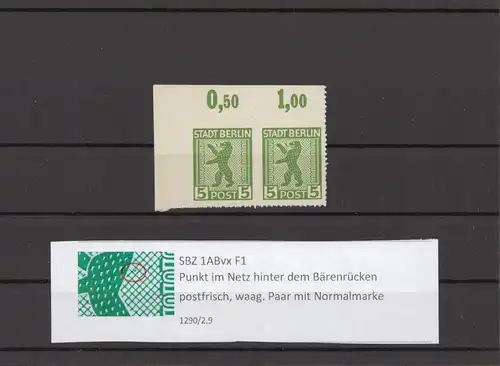 0,50 1,00
STADT BERLIN STADT BERLIN
5 POST 5 5 POST 5
SBZ 1ABvx F1
Punkt im Netz hinter dem Bärenrücken
postfrisch, waag. Paar mit Normalmarke
1290/2.9